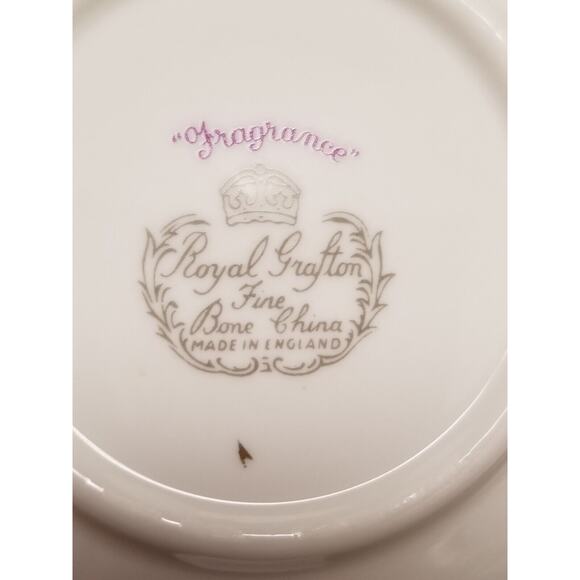 "Fragrance"
Royal Grafton
Fine
Bone China
MADE IN ENGLAND